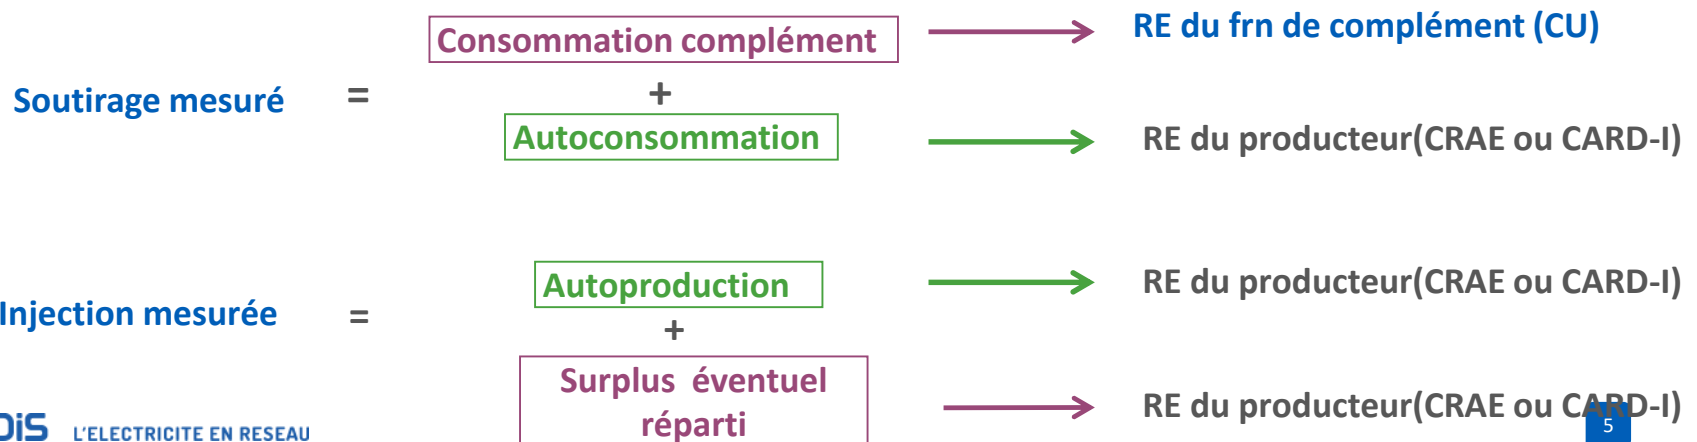 Consommation complément
RE du frn de complément (CU)
Soutirage mesuré
=
+
Autoconsommation
RE du producteur(CRAE ou CARD-I)
Autoproduction
RE du producteur(CRAE ou CARD-I)
Injection mesurée
=
+
Surplus éventuel
réparti
RE du producteur(CRAE ou CARD-I)
5
L'ELECTRICITE EN RESEAU